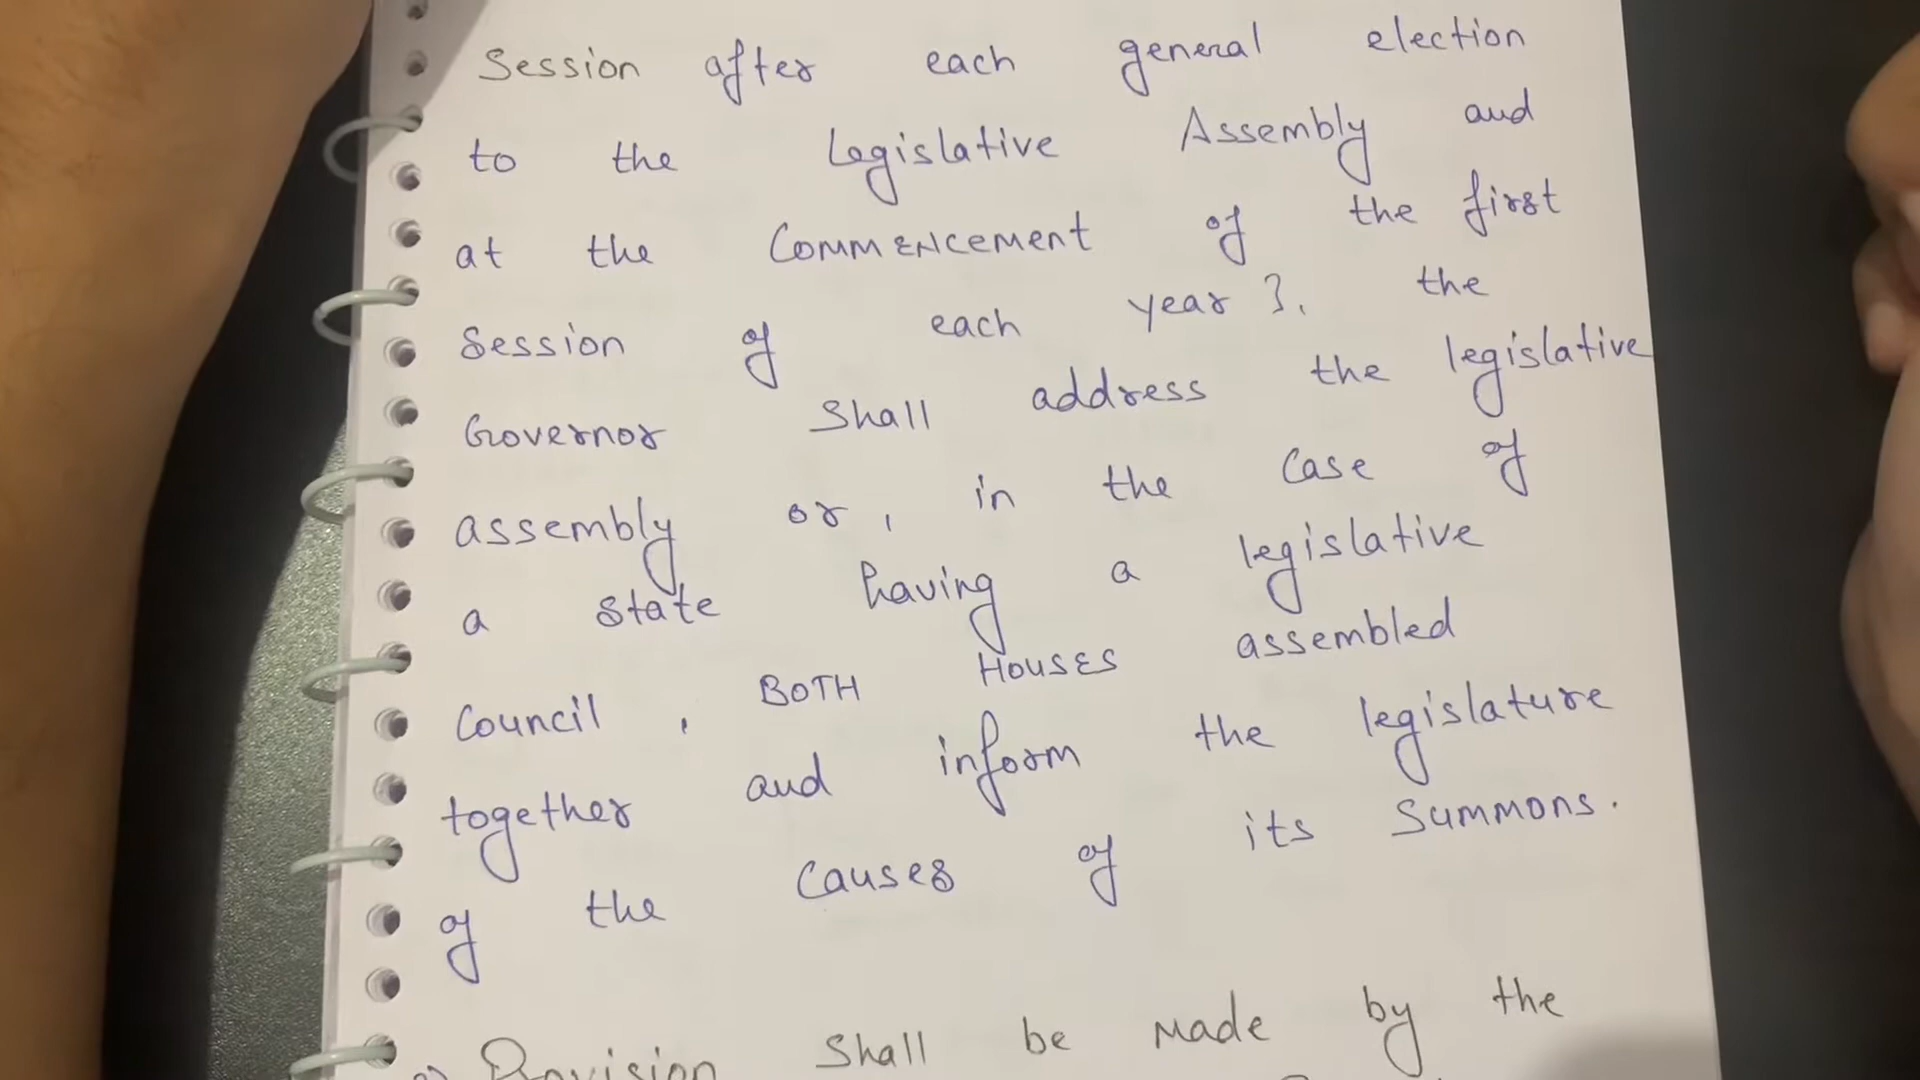 Session after each general election
to the Legislative Assembly and
at the Commencement of the first
Session of each year }. the
Governor Shall address the legislative
assembly or, in the Case of
a state having a legislative
Council, BOTH HOUSES assembled
together and inform the legislature
of the Causes of its Summons.
Provision Shall be made by the